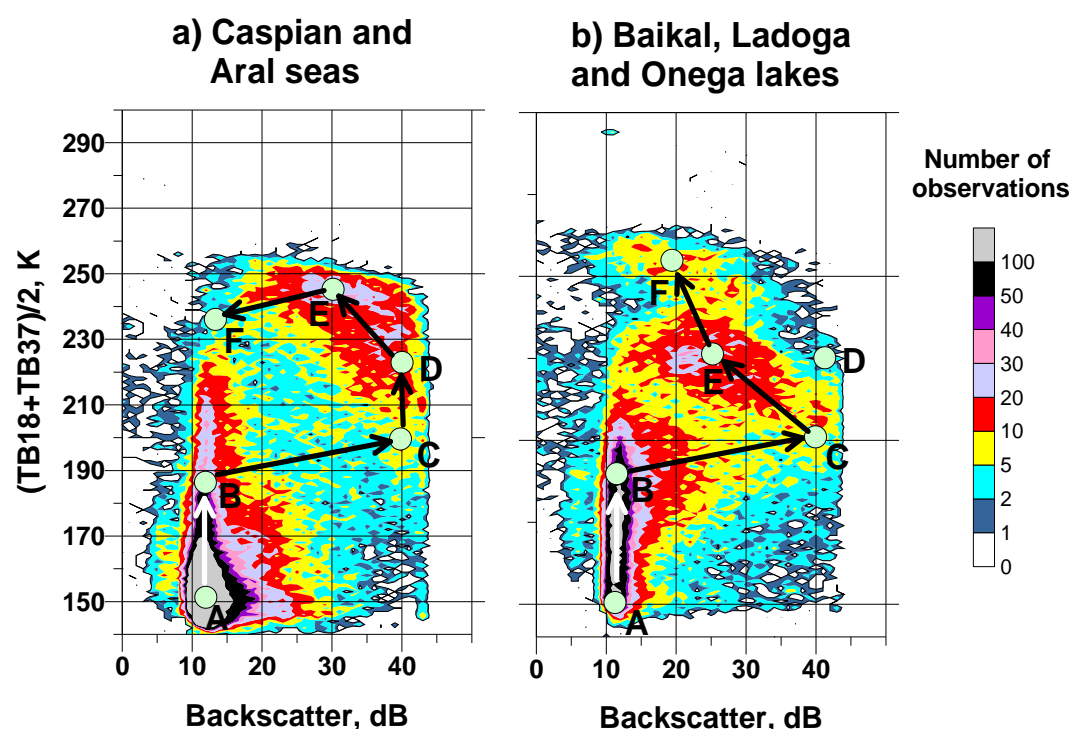 a) Caspian and
Aral seas
b) Baikal, Ladoga
and Onega lakes
(TB18+TB37)/2, K
290
270
250
230
210
190
170
150
0
10
20
30
40
Backscatter, dB
A
B
C
D
E
F
0
10
20
30
40
Backscatter, dB
A
B
C
D
E
F
Number of
observations
100
50
40
30
20
10
5
2
1
0